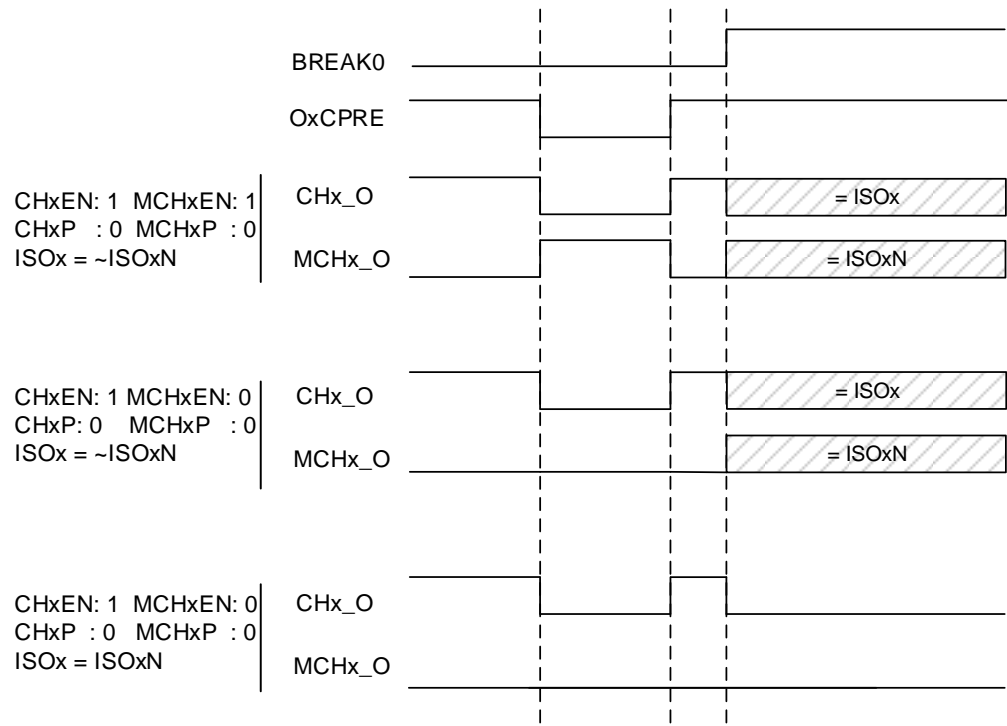 BREAK0
OxCPRE
CHxEN: 1 MCHxEN: 1
CHxP : 0 MCHxP : 0
ISOx = ~ISOxN
CHx_O
= ISOx
MCHx_O
= ISOxN
CHxEN: 1 MCHxEN: 0
CHxP: 0 MCHxP : 0
ISOx = ~ISOxN
CHx_O
= ISOx
MCHx_O
= ISOxN
CHxEN: 1 MCHxEN: 0
CHxP : 0 MCHxP : 0
ISOx = ISOxN
CHx_O
MCHx_O